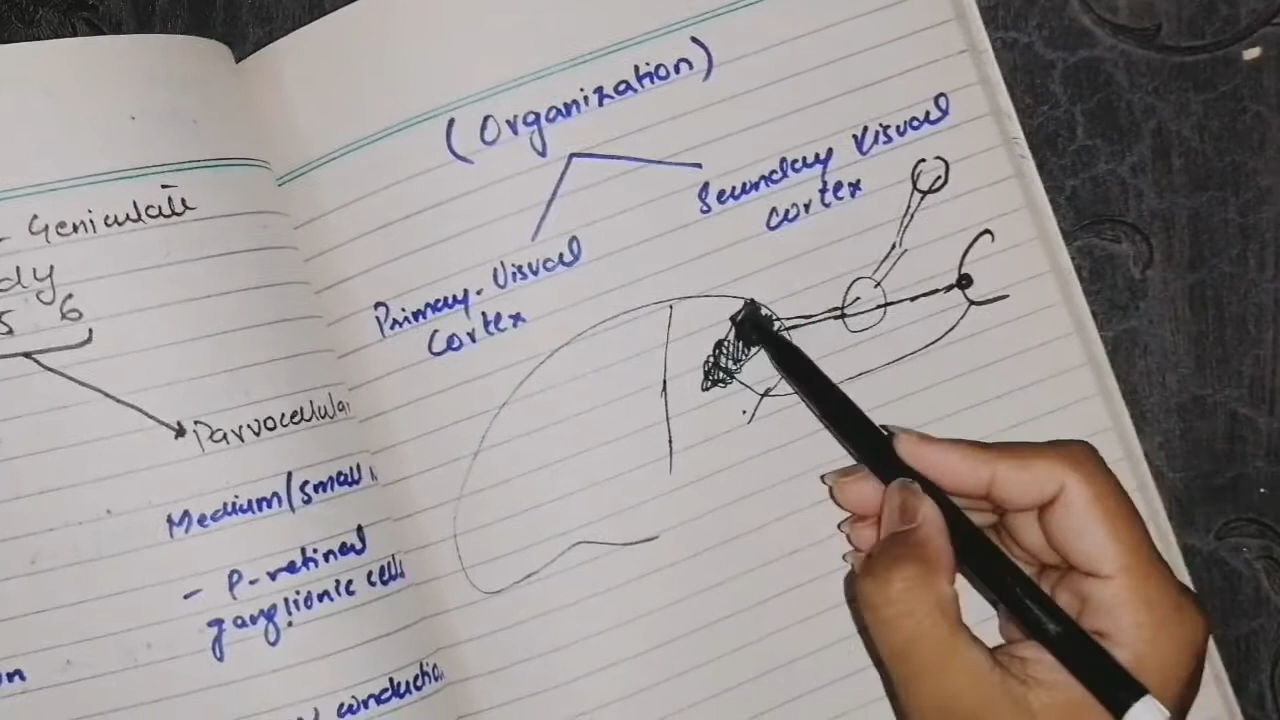 - Geniculate
dy
5 6
Parvocellular
Medium/small
- P-retinal
ganglionic cells
conduction
(Organization)
Primary-Visual
Cortex
Secondary Visual
cortex